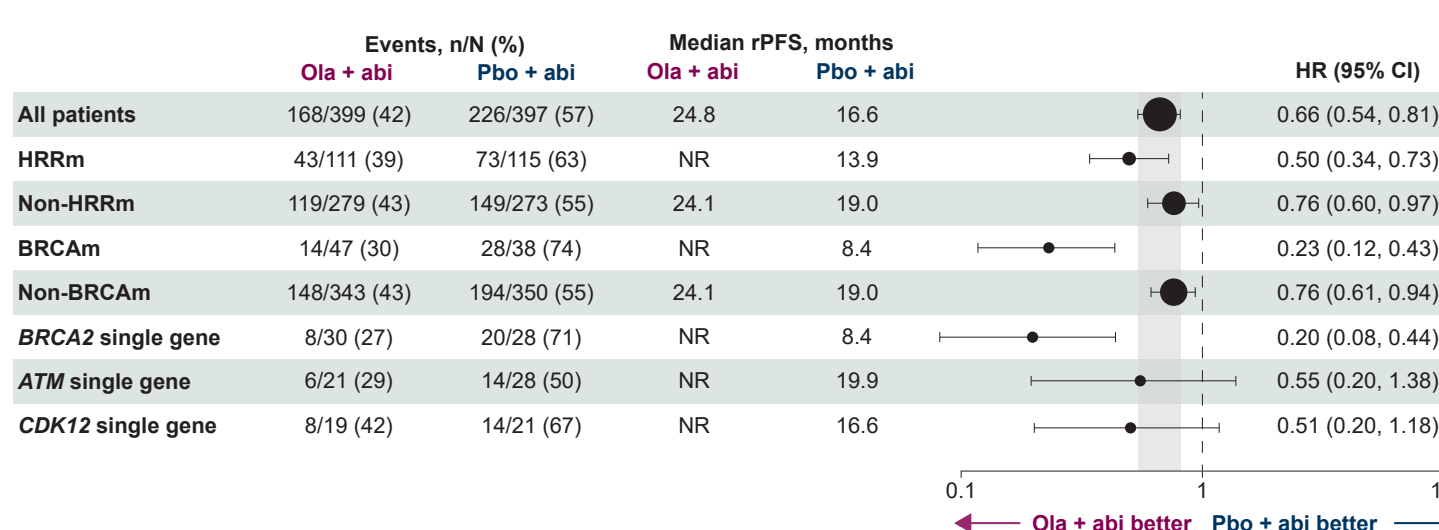 Events, n/N (%) Median rPFS, months
Ola + abi Pbo + abi Ola + abi Pbo + abi HR (95% CI)
All patients 168/399 (42) 226/397 (57) 24.8 16.6 0.66 (0.54, 0.81)
HRRm 43/111 (39) 73/115 (63) NR 13.9 0.50 (0.34, 0.73)
Non-HRRm 119/279 (43) 149/273 (55) 24.1 19.0 0.76 (0.60, 0.97)
BRCAm 14/47 (30) 28/38 (74) NR 8.4 0.23 (0.12, 0.43)
Non-BRCAm 148/343 (43) 194/350 (55) 24.1 19.0 0.76 (0.61, 0.94)
BRCA2 single gene 8/30 (27) 20/28 (71) NR 8.4 0.20 (0.08, 0.44)
ATM single gene 6/21 (29) 14/28 (50) NR 19.9 0.55 (0.20, 1.38)
CDK12 single gene 8/19 (42) 14/21 (67) NR 16.6 0.51 (0.20, 1.18)
0.1 1
Ola + abi better Pbo + abi better